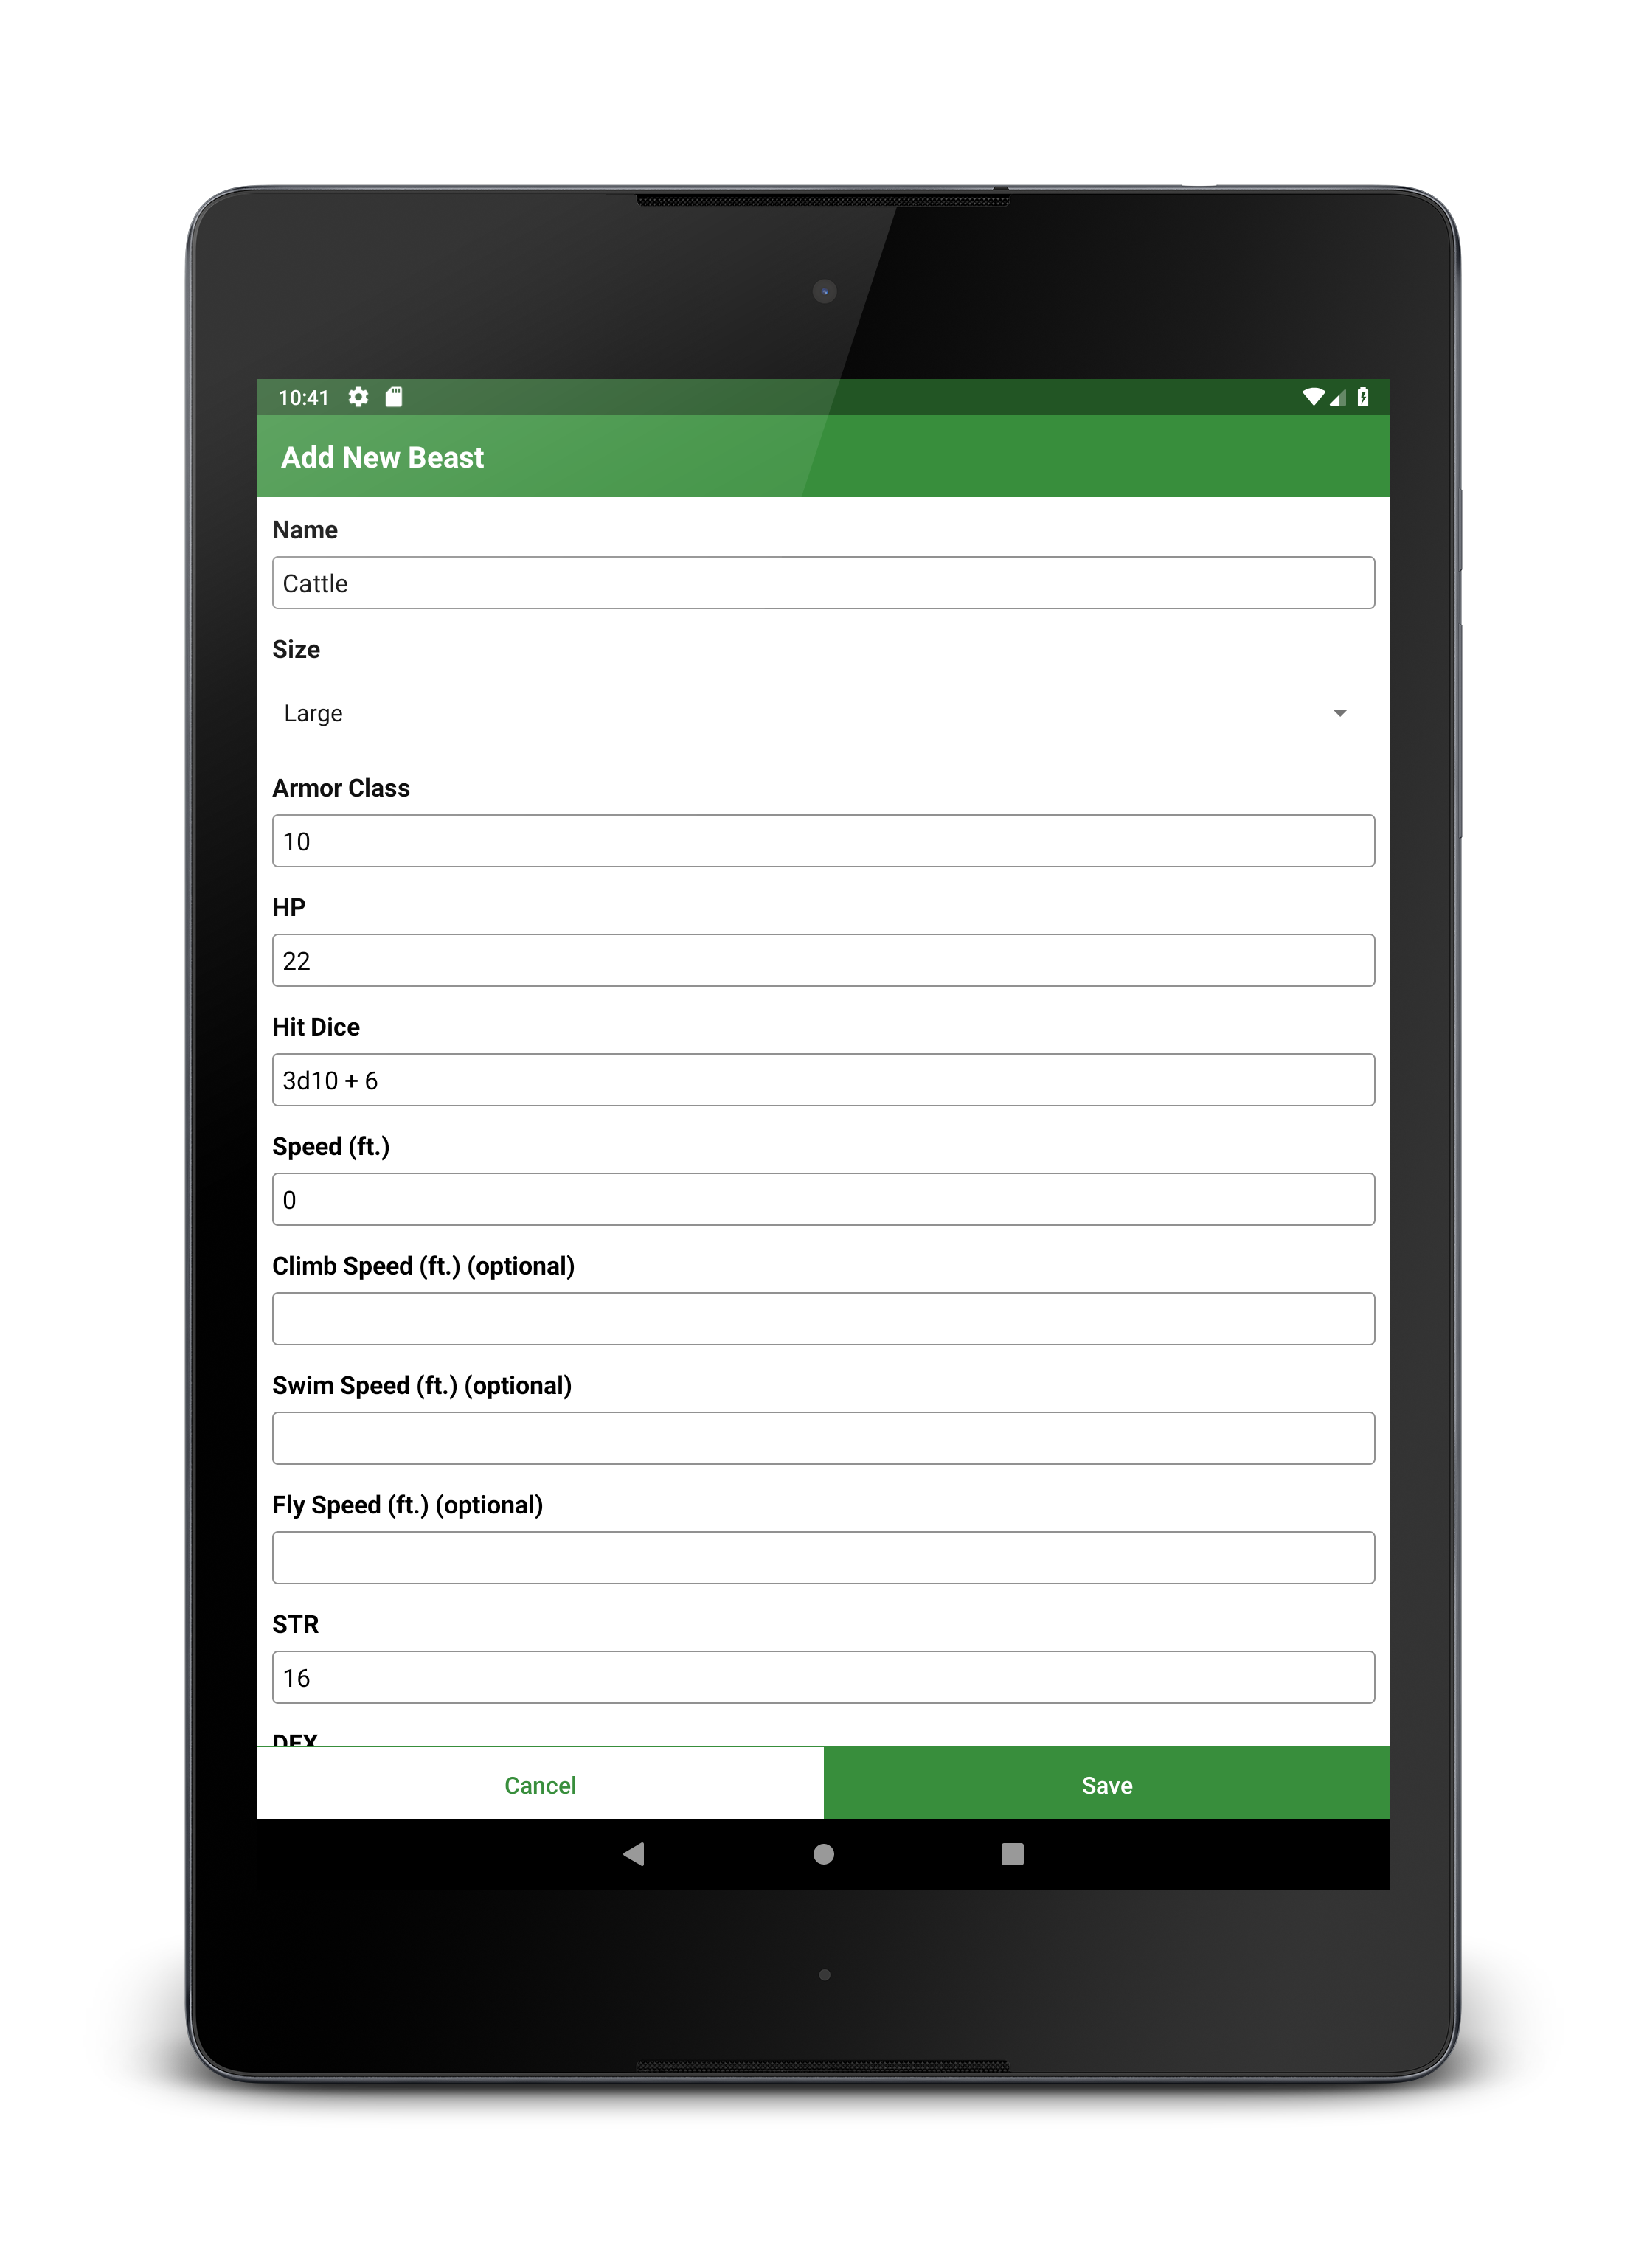 10:41
Add New Beast
Name
Cattle
Size
Large
Armor Class
10
HP
22
Hit Dice
3d10 + 6
Speed (ft.)
0
Climb Speed (ft.) (optional)
Swim Speed (ft.) (optional)
Fly Speed (ft.) (optional)
STR
16
DEX
Cancel
Save